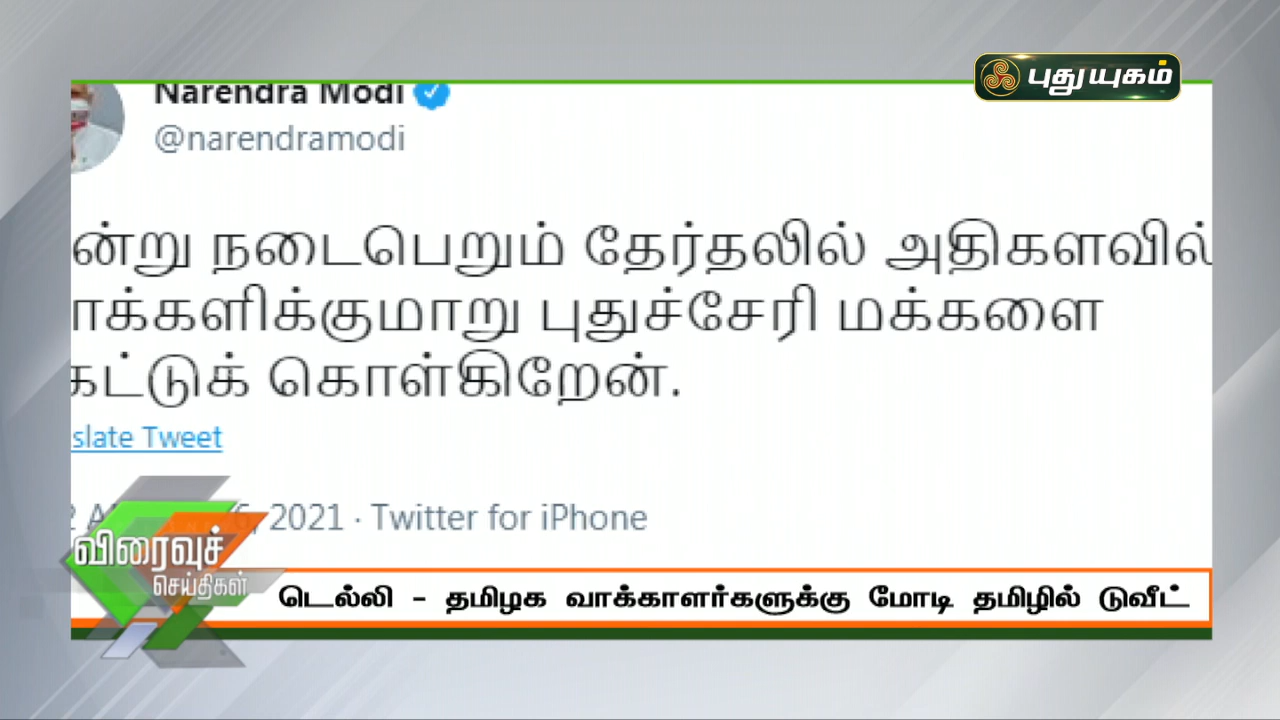 புதுயுகம்
Narendra Modi
@narendramodi
ன்று நடைபெறும் தேர்தலில் அதிகளவில்
ாக்களிக்குமாறு புதுச்சேரி மக்களை
கட்டுக் கொள்கிறேன்.
slate Tweet
6, 2021 · Twitter for iPhone
விரைவுச்
செய்திகள்
டெல்லி - தமிழக வாக்காளர்களுக்கு மோடி தமிழில் டுவீட்